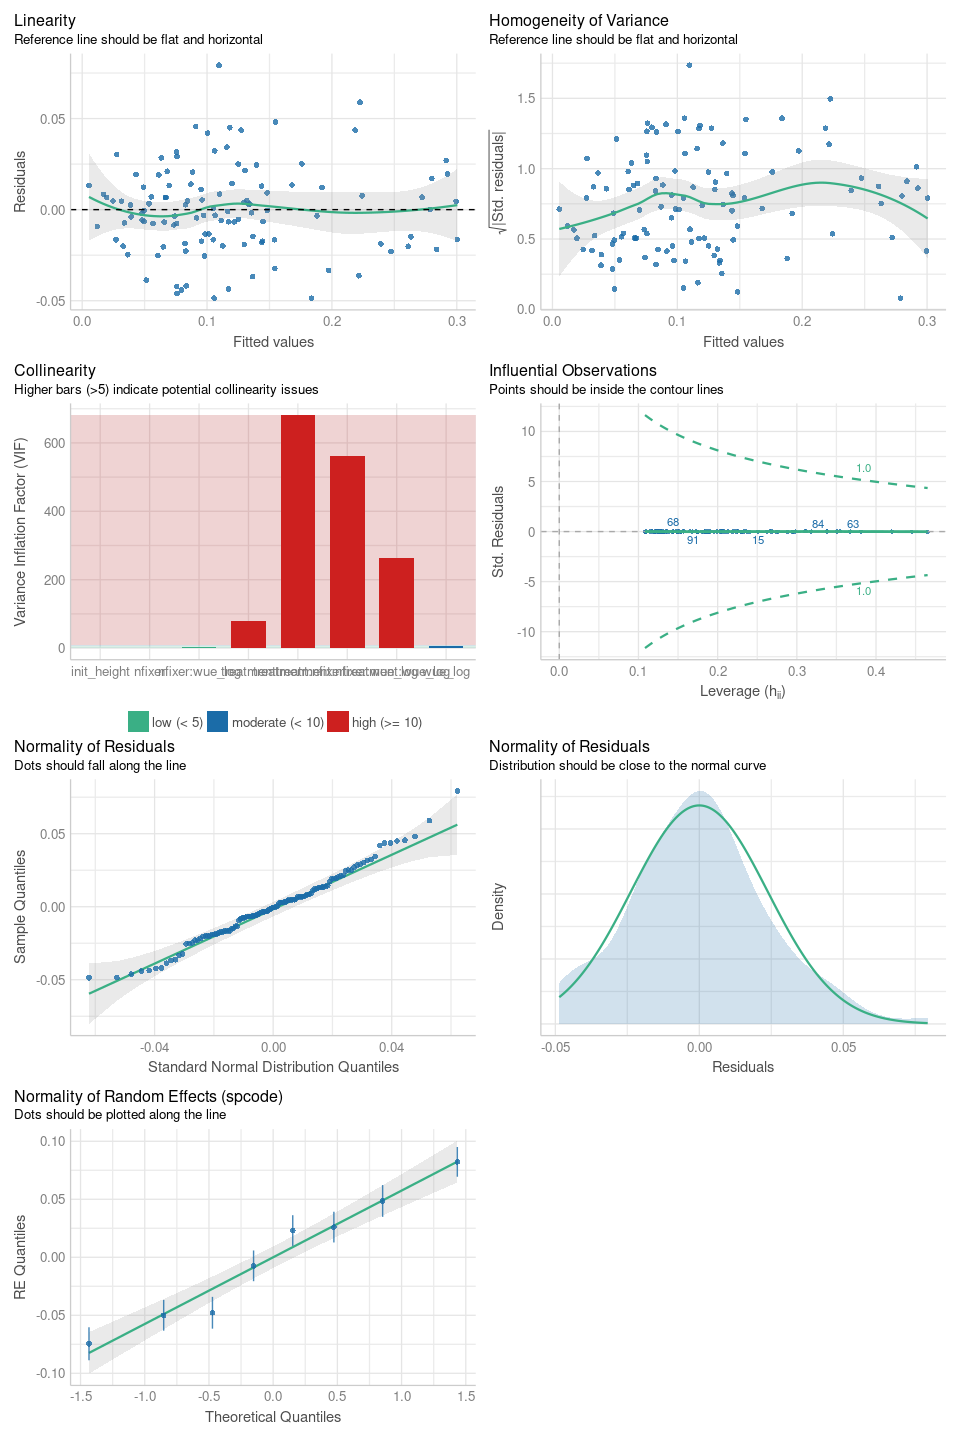 Linearity
Reference line should be flat and horizontal
Residuals
0.05
0.00
-0.05
0.0 0.1 0.2 0.3
Fitted values
Homogeneity of Variance
Reference line should be flat and horizontal
√|Std. residuals|
1.5
1.0
0.5
0.0
0.0 0.1 0.2 0.3
Fitted values
Collinearity
Higher bars (>5) indicate potential collinearity issues
Variance Inflation Factor (VIF)
600
400
200
0
init_height nfixer nfixer:wue_log
low (< 5) moderate (< 10) high (>= 10)
Influential Observations
Points should be inside the contour lines
Std. Residuals
10
5
0
-5
-10
1.0
68 84 63
91 15
1.0
0.0 0.1 0.2 0.3 0.4
Leverage (hii)
Normality of Residuals
Dots should fall along the line
Sample Quantiles
0.05
0.00
-0.05
-0.04 0.00 0.04
Standard Normal Distribution Quantiles
Normality of Residuals
Distribution should be close to the normal curve
Density
-0.05 0.00 0.05
Residuals
Normality of Random Effects (spcode)
Dots should be plotted along the line
RE Quantiles
0.10
0.05
0.00
-0.05
-0.10
-1.5 -1.0 -0.5 0.0 0.5 1.0 1.5
Theoretical Quantiles